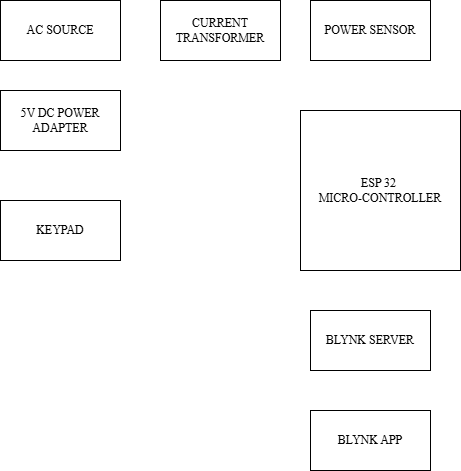 AC SOURCE
CURRENT
TRANSFORMER
POWER SENSOR
5V DC POWER
ADAPTER
ESP 32
MICRO-CONTROLLER
KEYPAD
BLYNK SERVER
BLYNK APP